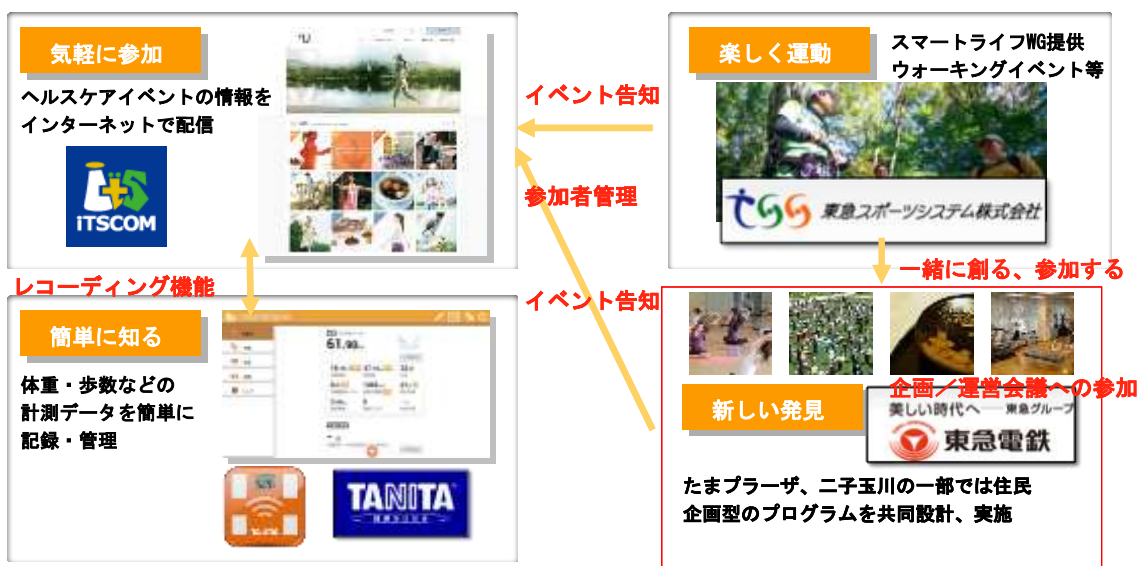 気軽に参加
ヘルスケアイベントの情報を
インターネットで配信
iTSCOM
レコーディング機能
簡単に知る
体重・歩数などの
計測データを簡単に
記録・管理
61.90
TANITA
イベント告知
参加者管理
イベント告知
楽しく運動
スマートライフWG提供
ウォーキングイベント等
tss 東急スポーツシステム株式会社
一緒に創る、参加する
企画／運営会議への参加
新しい発見
美しい時代へ――東急グループ
東急電鉄
たまプラーザ、二子玉川の一部では住民
企画型のプログラムを共同設計、実施